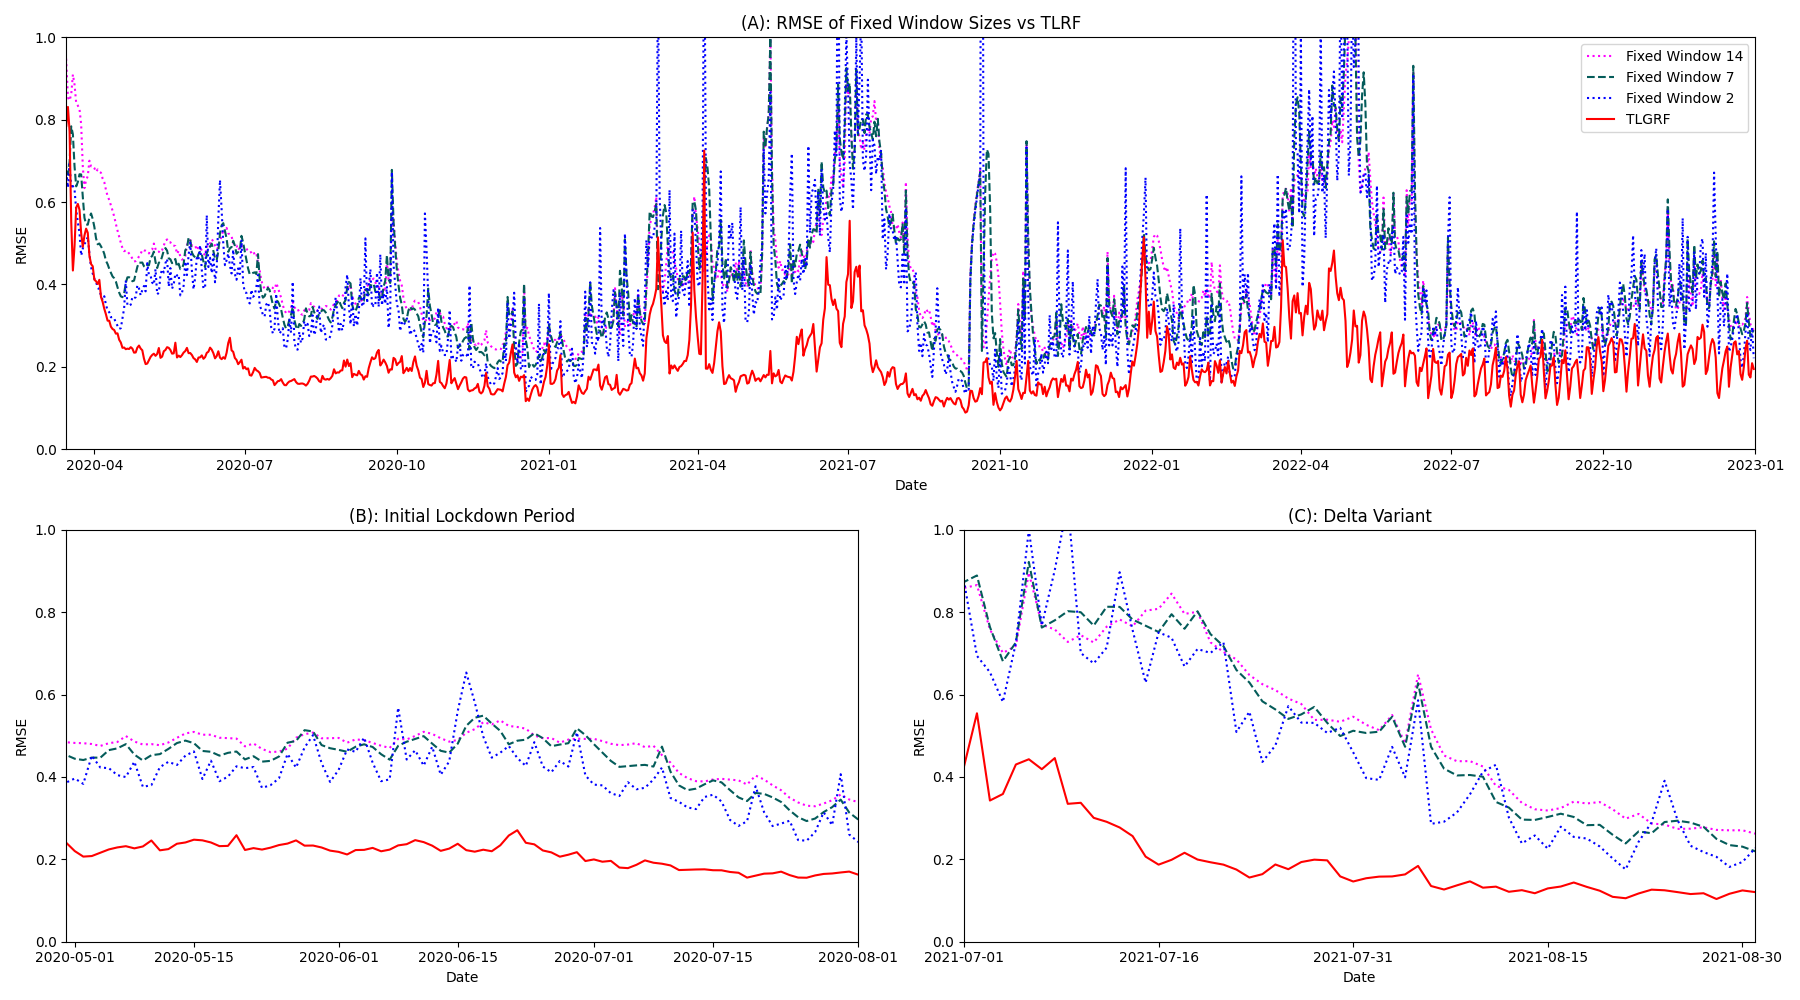 (A): RMSE of Fixed Window Sizes vs TLRF
1.0
0.8
0.6
0.4
0.2
0.0
RMSE
Fixed Window 14
Fixed Window 7
Fixed Window 2
TLGRF
2020-04 2020-07 2020-10 2021-01 2021-04 2021-07 2021-10 2022-01 2022-04 2022-07 2022-10 2023-01
Date
(B): Initial Lockdown Period
1.0
0.8
0.6
0.4
0.2
0.0
RMSE
2020-05-01 2020-05-15 2020-06-01 2020-06-15 2020-07-01 2020-07-15 2020-08-01
Date
(C): Delta Variant
1.0
0.8
0.6
0.4
0.2
0.0
RMSE
2021-07-01 2021-07-16 2021-07-31 2021-08-15 2021-08-30
Date